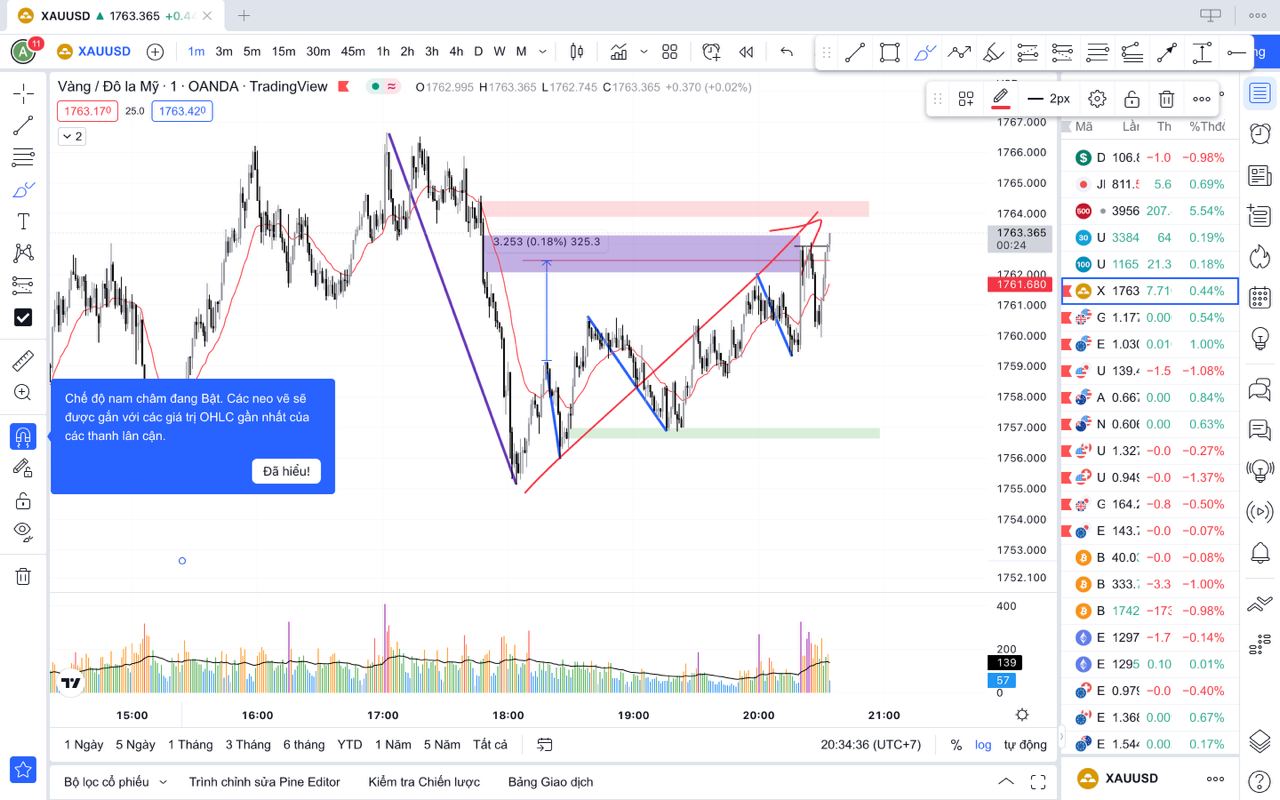 XAUUSD ▲ 1763.365 +0.4
A 11 XAUUSD 1m 3m 5m 15m 30m 45m 1h 2h 3h 4h D W M
Vàng / Đô la Mỹ · 1 · OANDA · TradingView O1762.995 H1763.365 L1762.745 C1763.365 +0.370 (+0.02%)
1763.170 25.0 1763.420
2
2px
Mã Lần Th %Thđổ
1767.000
1766.000
1765.000
1764.000
1763.365
00:24
1762.000
1761.680
1761.000
1760.000
1759.000
1758.000
1757.000
1756.000
1755.000
1754.000
1753.000
1752.100
3.253 (0.18%) 325.3
Chế độ nam châm đang Bật. Các neo vẽ sẽ
được gắn với các giá trị OHLC gần nhất của
các thanh lân cận.
Đã hiểu!
400
200
139
57
0
D 106.8 −1.0 −0.98%
811.5 5.6 0.69%
500 3956 207. 5.54%
30 U 3384 64 0.19%
100 U 1165 21.3 0.18%
X 1763 7.71 0.44%
G 1.177 0.00 0.54%
E 1.030 0.01 1.00%
U 139.4 −1.5 −1.08%
A 0.667 0.00 0.84%
N 0.606 0.00 0.63%
U 1.327 −0.0 −0.27%
U 0.949 −0.0 −1.37%
G 164.2 −0.8 −0.50%
E 143.7 −0.0 −0.07%
B 40.0 −0.0 −0.08%
B 333.7 −3.3 −1.00%
B 1742 −173 −0.98%
E 1297 −1.7 −0.14%
E 1295 0.10 0.01%
E 0.979 −0.0 −0.40%
E 1.368 0.00 0.67%
E 1.544 0.00 0.17%
15:00 16:00 17:00 18:00 19:00 20:00 21:00
1 Ngày 5 Ngày 1 Tháng 3 Tháng 6 tháng YTD 1 Năm 5 Năm Tất cả 20:34:36 (UTC+7) % log tự động
Bộ lọc cổ phiếu Trình chỉnh sửa Pine Editor Kiểm tra Chiến lược Bảng Giao dịch
XAUUSD